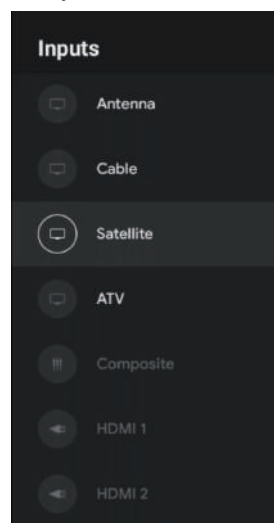 Inputs
Antenna
Cable
Satellite
ATV
Composite
HDMI 1
HDMI 2